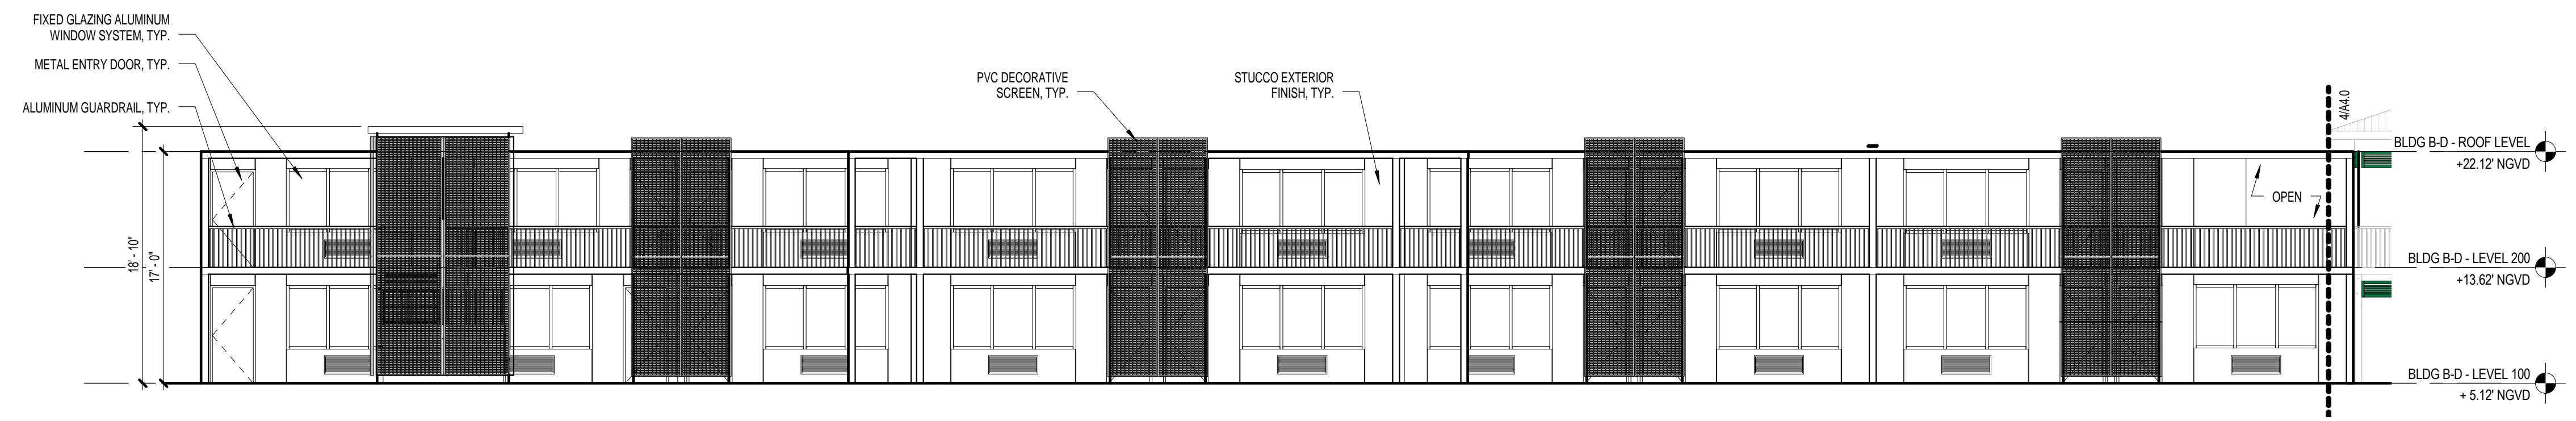 FIXED GLAZING ALUMINUM
WINDOW SYSTEM, TYP.
METAL ENTRY DOOR, TYP.
ALUMINUM GUARDRAIL, TYP.
18' - 10"
17' - 0"
PVC DECORATIVE
SCREEN, TYP.
STUCCO EXTERIOR
FINISH, TYP.
OPEN
4/A4.0
BLDG B-D - ROOF LEVEL
+22.12' NGVD
BLDG B-D - LEVEL 200
+13.62' NGVD
BLDG B-D - LEVEL 100
+ 5.12' NGVD